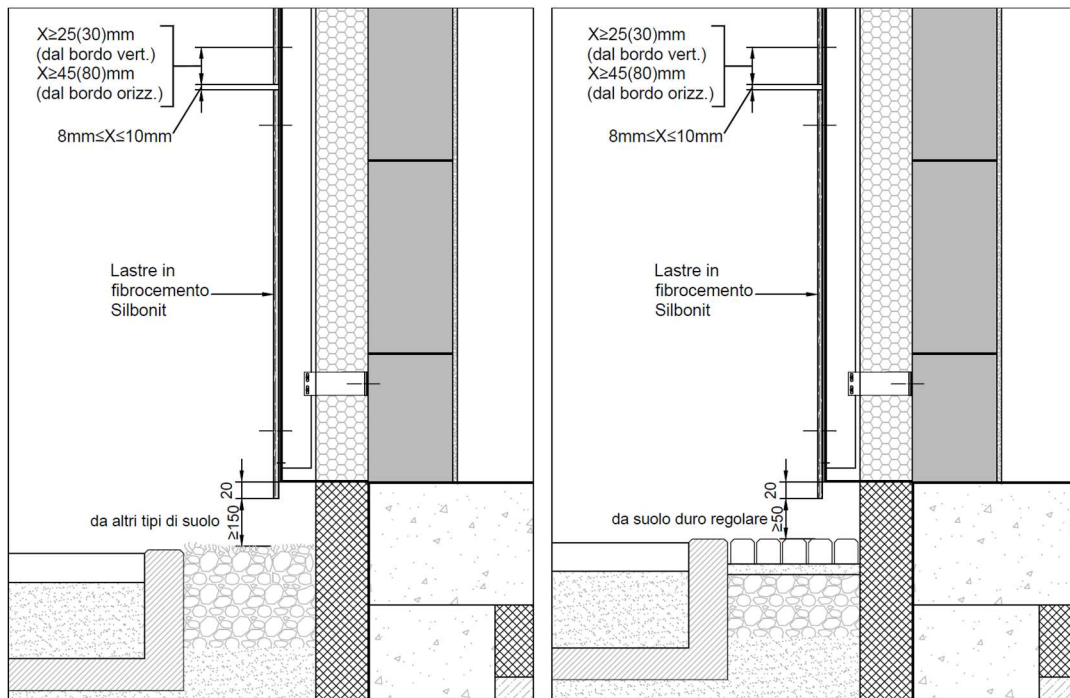 X≥25(30)mm
(dal bordo vert.)
X≥45(80)mm
(dal bordo orizz.)
8mm≤X≤10mm
Lastre in
fibrocemento
Silbonit
20
≥150
da altri tipi di suolo
X≥25(30)mm
(dal bordo vert.)
X≥45(80)mm
(dal bordo orizz.)
8mm≤X≤10mm
Lastre in
fibrocemento
Silbonit
20
≥50
da suolo duro regolare